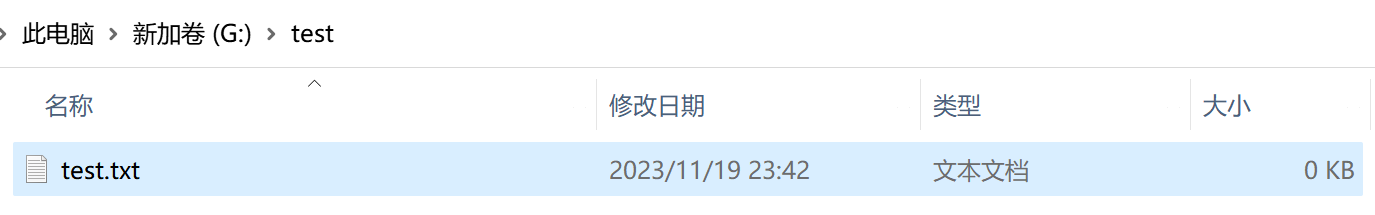 此电脑 > 新加卷 (G:) > test
名称 修改日期 类型 大小
test.txt 2023/11/19 23:42 文本文档 0 KB